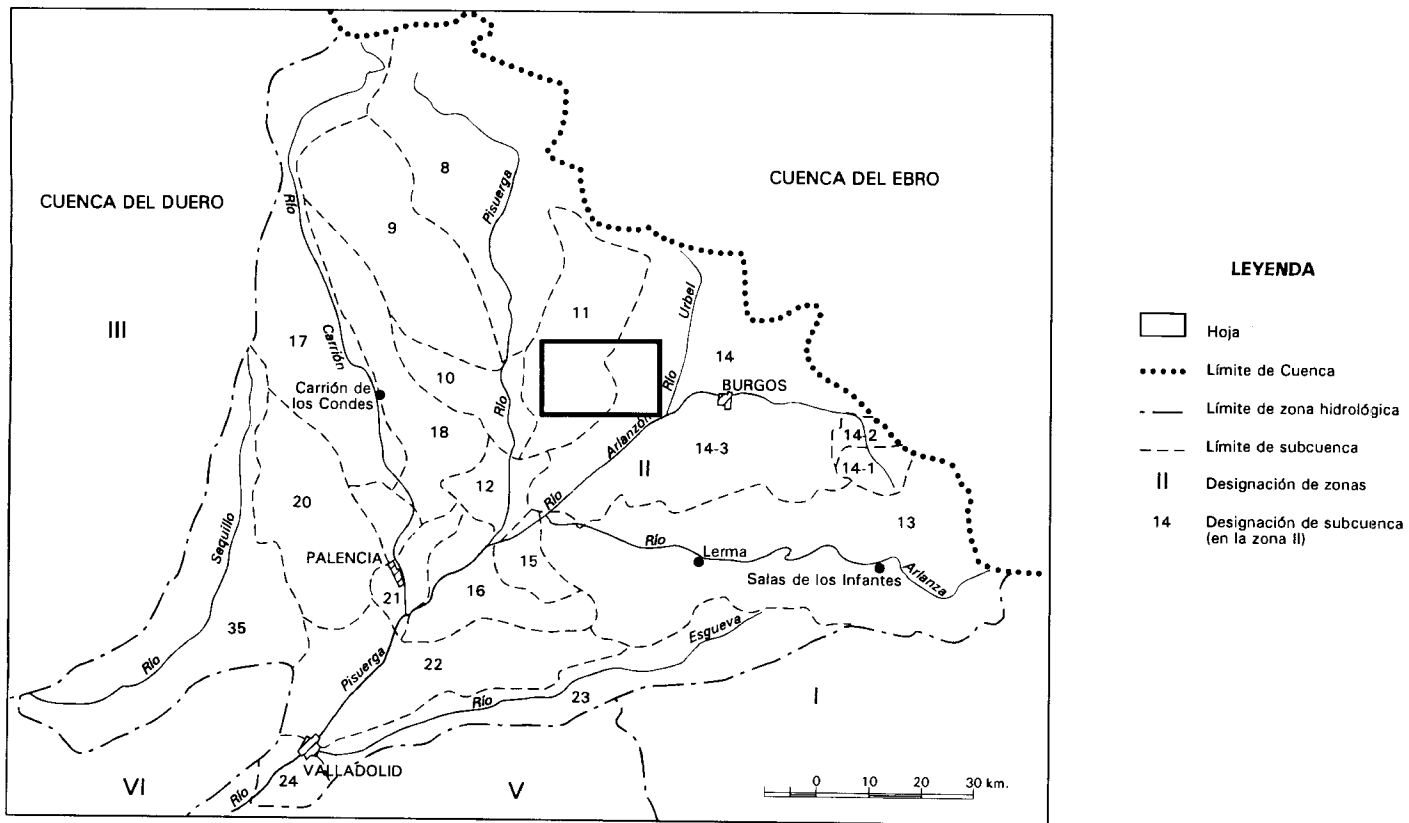 CUENCA DEL DUERO
CUENCA DEL EBRO
8
Río
Pisuerga
9
Urbel
Río
11
III
17
Carrión
14
Carrión de
los Condes
10
Río
BURGOS
18
Arlanzón
14-2
14-3
14-1
II
12
Río
20
13
Sequillo
Río
PALENCIA
15
Lerma
Salas de los Infantes
Arlanza
21
16
35
Esgueva
Río
Pisuerga
22
Río
23
I
VALLADOLID
24
VI
Río
V
0 10 20 30 km.
LEYENDA
Hoja
Límite de Cuenca
Límite de zona hidrológica
Límite de subcuenca
II Designación de zonas
14 Designación de subcuenca
(en la zona II)